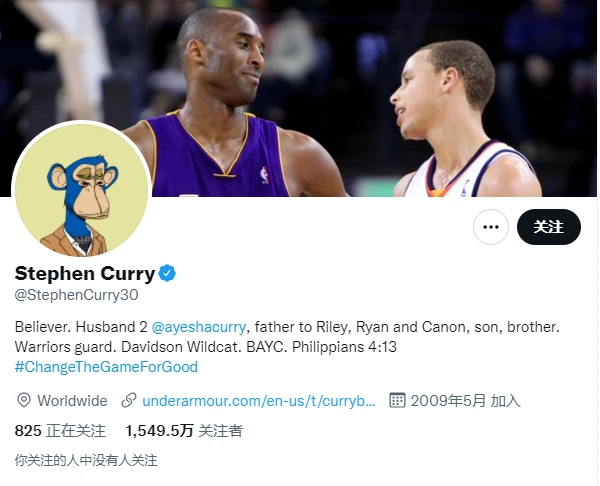 关注
Stephen Curry
@StephenCurry30
Believer. Husband 2 @ayeshacurry, father to Riley, Ryan and Canon, son, brother.
Warriors guard. Davidson Wildcat. BAYC. Philippians 4:13
#ChangeTheGameForGood
Worldwide underarmour.com/en-us/t/curryb... 2009年5月 加入
825 正在关注 1,549.5万 关注者
你关注的人中没有人关注